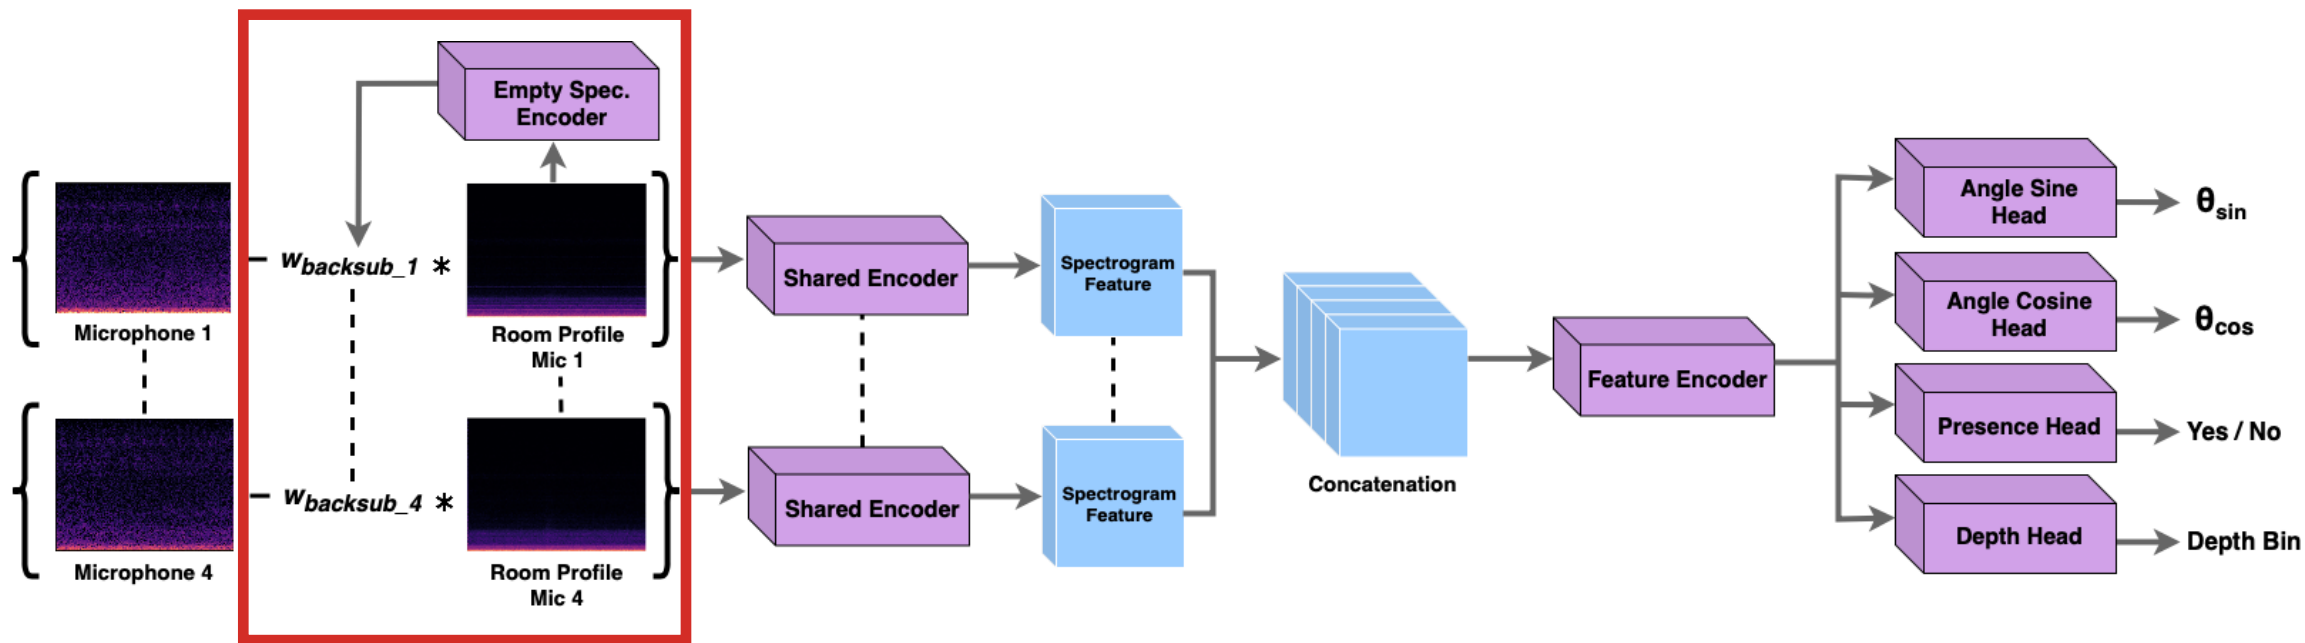 Empty Spec.
Encoder
Microphone 1
w_backsub_1 *
Room Profile
Mic 1
Microphone 4
w_backsub_4 *
Room Profile
Mic 4
Shared Encoder
Shared Encoder
Spectrogram
Feature
Spectrogram
Feature
Concatenation
Feature Encoder
Angle Sine
Head
θsin
Angle Cosine
Head
θcos
Presence Head
Yes / No
Depth Head
Depth Bin